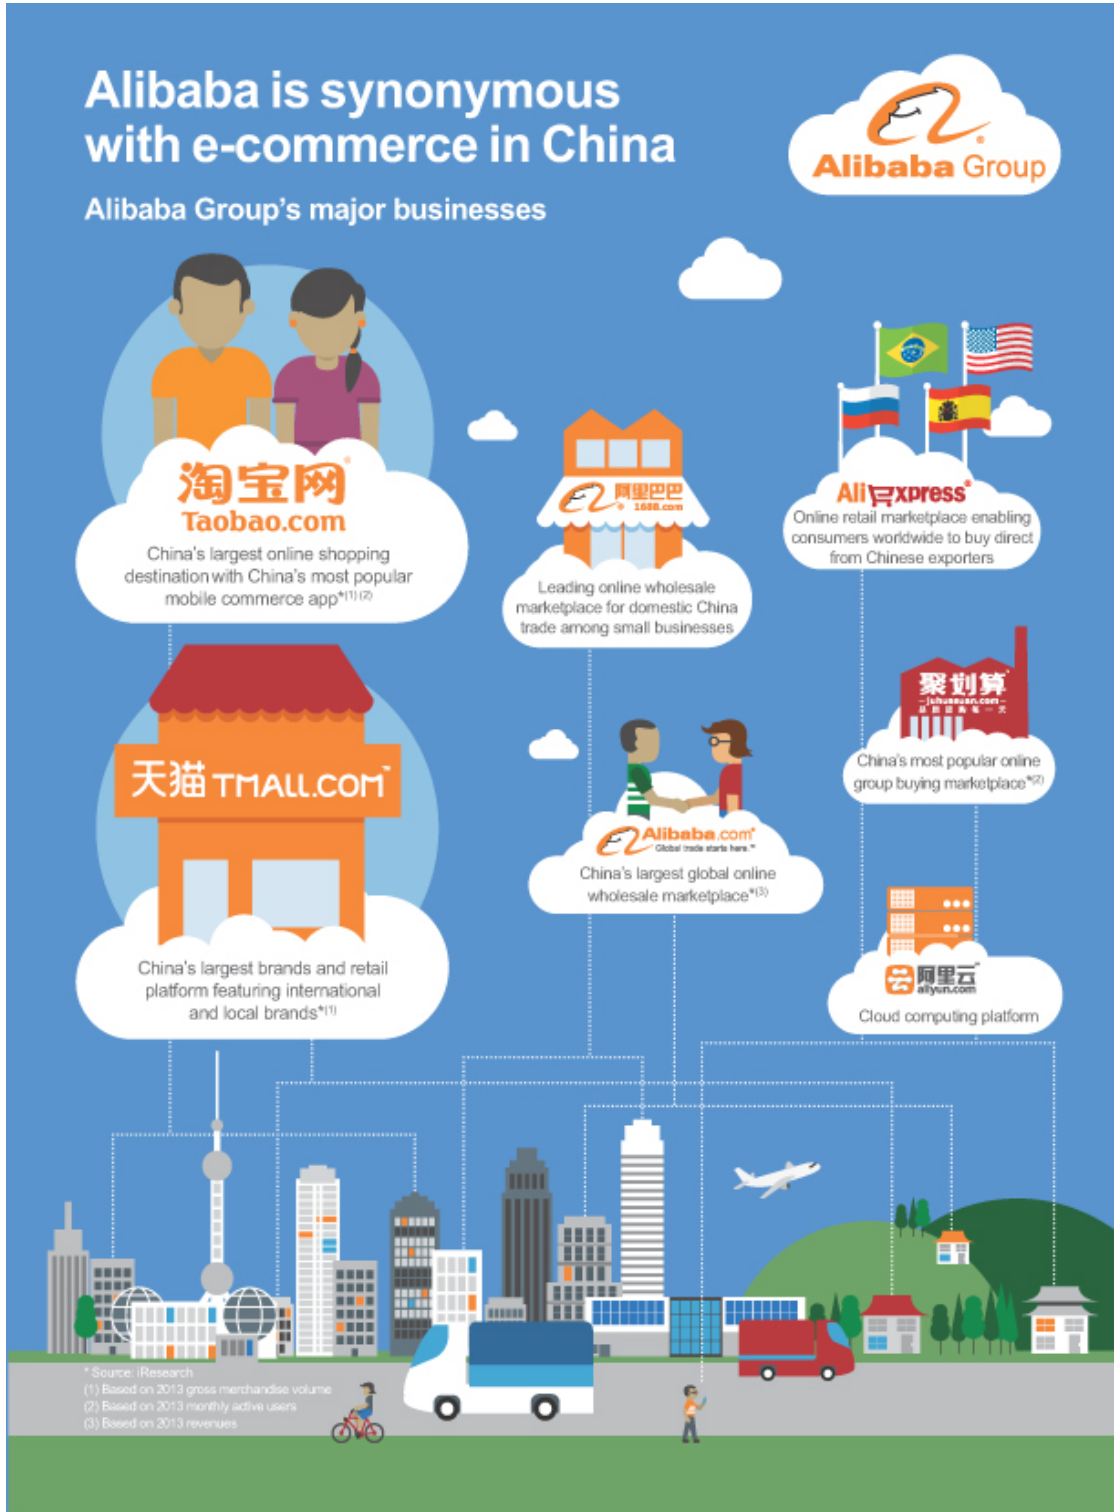 Alibaba is synonymous
with e-commerce in China
Alibaba Group's major businesses
Alibaba Group
淘宝网
Taobao.com
China's largest online shopping
destination with China's most popular
mobile commerce app*(1) (2)
阿里巴巴
1688.com
Leading online wholesale
marketplace for domestic China
trade among small businesses
AliExpress
Online retail marketplace enabling
consumers worldwide to buy direct
from Chinese exporters
天猫 TMALL.COM
China's largest brands and retail
platform featuring international
and local brands*(1)
Alibaba.com
Global trade starts here.™
China's largest global online
wholesale marketplace*(3)
聚划算
juhuasuan.com
China's most popular online
group buying marketplace*(2)
阿里云
aliyun.com
Cloud computing platform
* Source: iResearch
(1) Based on 2013 gross merchandise volume
(2) Based on 2013 monthly active users
(3) Based on 2013 revenues